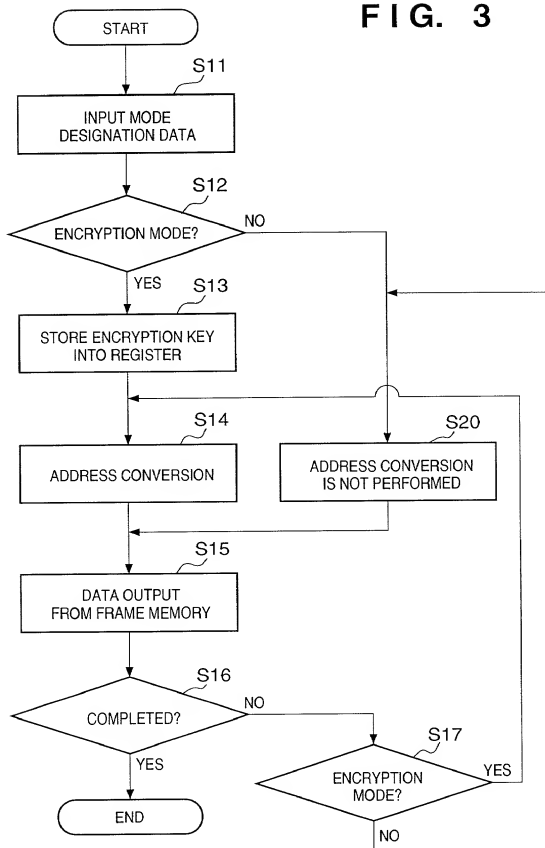 FIG. 3
START
S11
INPUT MODE
DESIGNATION DATA
S12
ENCRYPTION MODE?
NO
YES
S13
STORE ENCRYPTION KEY
INTO REGISTER
S14
ADDRESS CONVERSION
S20
ADDRESS CONVERSION
IS NOT PERFORMED
S15
DATA OUTPUT
FROM FRAME MEMORY
S16
COMPLETED?
NO
YES
S17
ENCRYPTION
MODE?
YES
NO
END